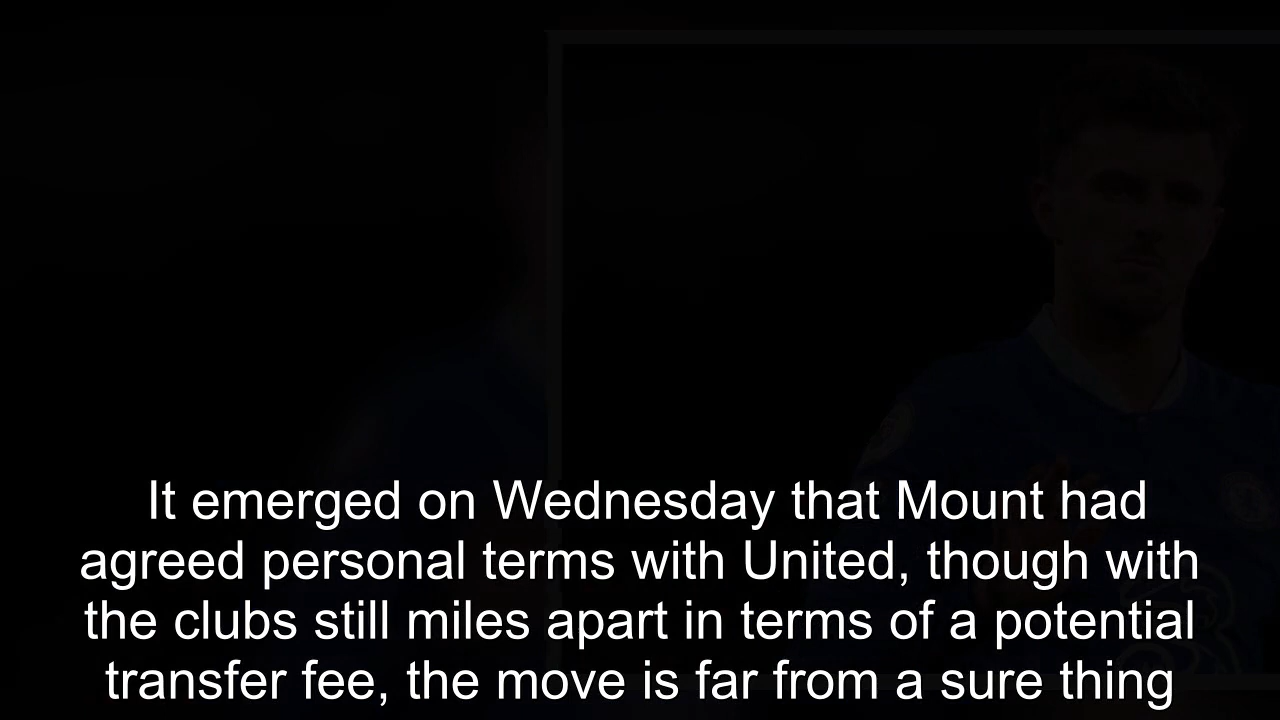 It emerged on Wednesday that Mount had
agreed personal terms with United, though with
the clubs still miles apart in terms of a potential
transfer fee, the move is far from a sure thing